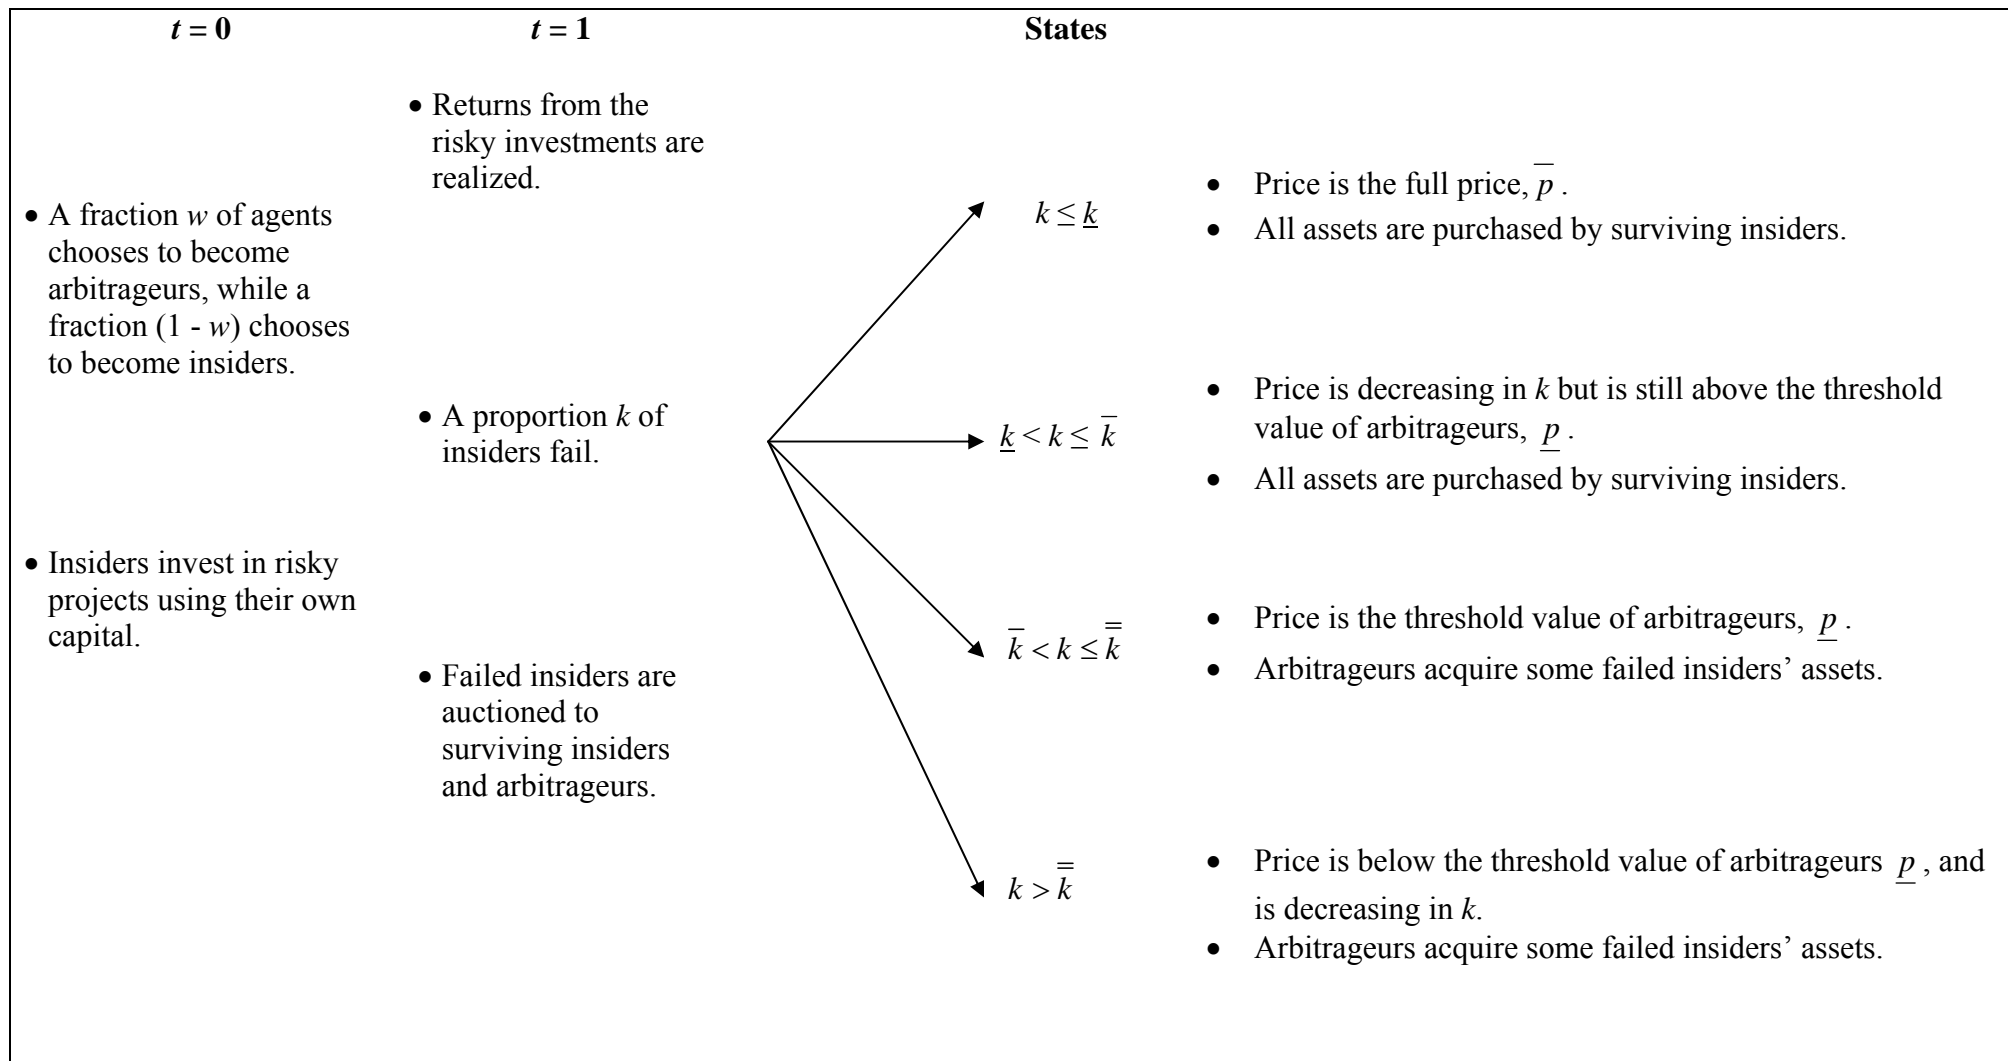 t = 0
t = 1
States
• A fraction w of agents
chooses to become
arbitrageurs, while a
fraction (1 - w) chooses
to become insiders.
• Insiders invest in risky
projects using their own
capital.
• Returns from the
risky investments are
realized.
• A proportion k of
insiders fail.
• Failed insiders are
auctioned to
surviving insiders
and arbitrageurs.
k ≤ k̲
• Price is the full price, p̅ .
• All assets are purchased by surviving insiders.
k̲ < k ≤ k̅
• Price is decreasing in k but is still above the threshold
value of arbitrageurs, p̲ .
• All assets are purchased by surviving insiders.
k̅ < k ≤ k̿
• Price is the threshold value of arbitrageurs, p̲ .
• Arbitrageurs acquire some failed insiders’ assets.
k > k̿
• Price is below the threshold value of arbitrageurs p̲ , and
is decreasing in k.
• Arbitrageurs acquire some failed insiders’ assets.